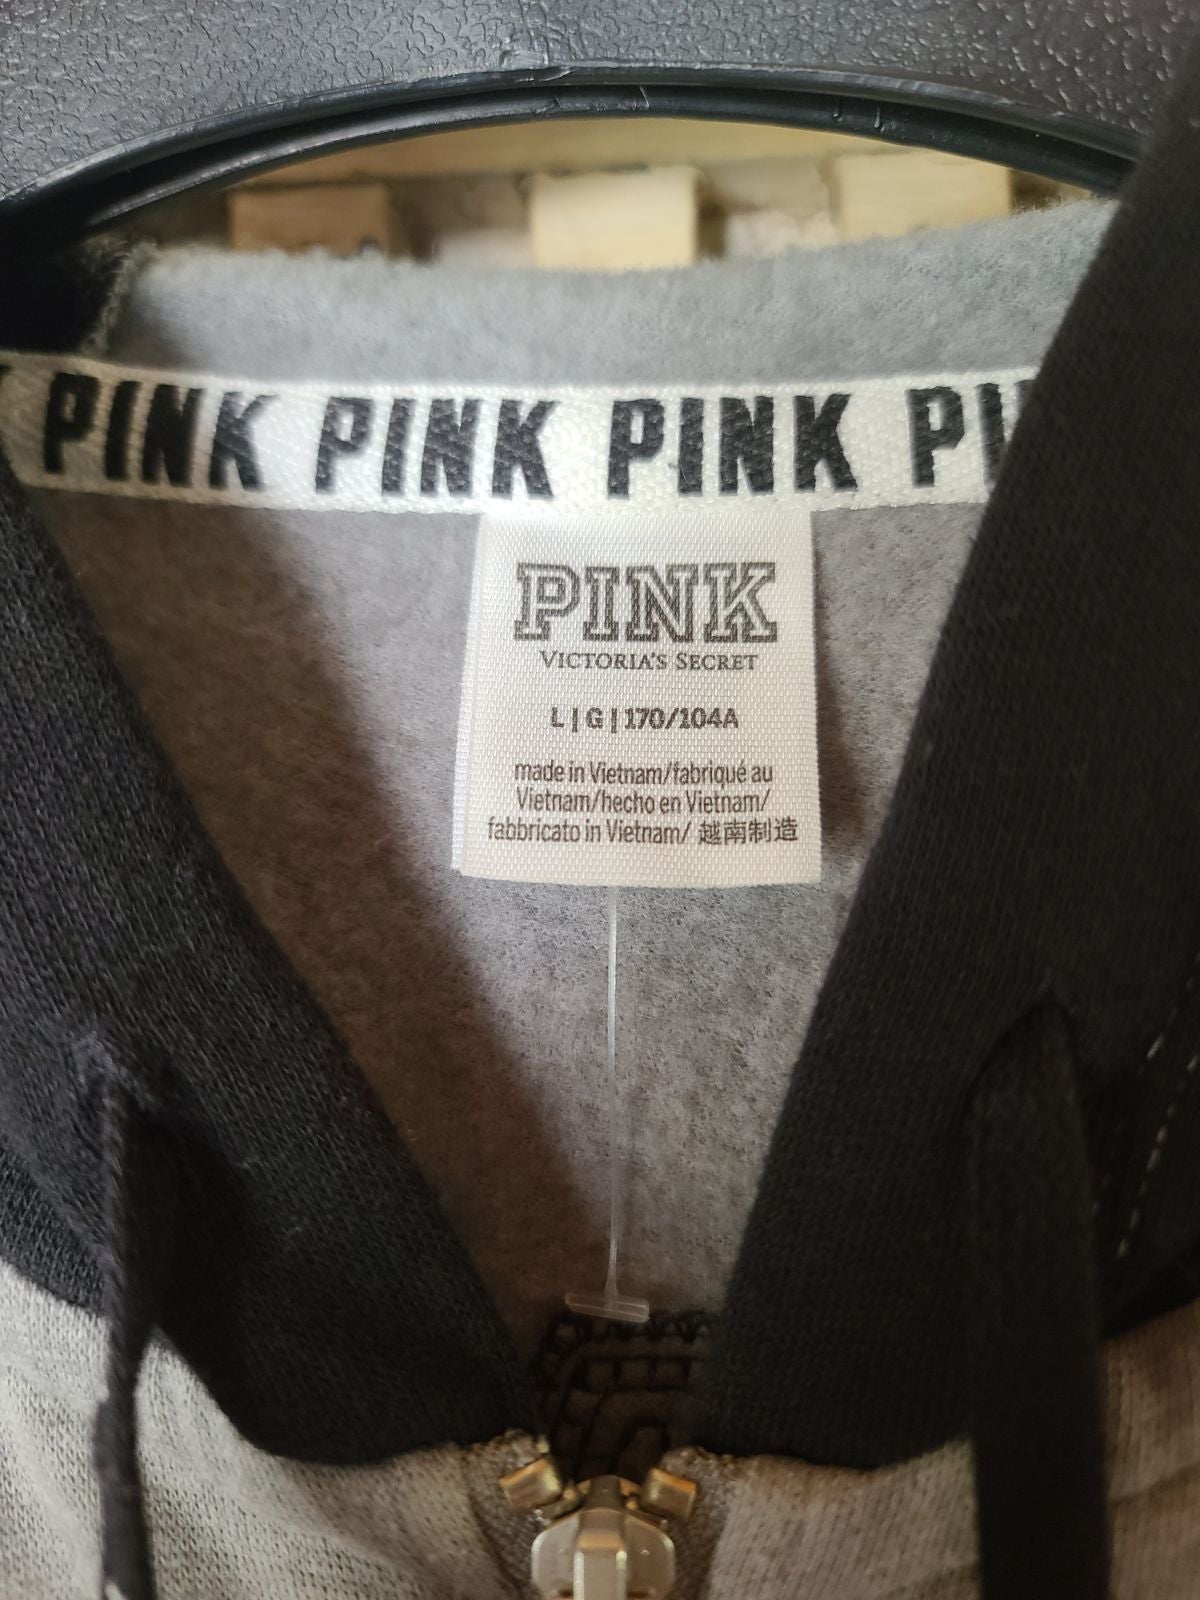 PINK PINK PINK PI
PINK
VICTORIA'S SECRET
L | G | 170/104A
made in Vietnam/fabriqué au
Vietnam/hecho en Vietnam/
fabbricato in Vietnam/ 越南制造